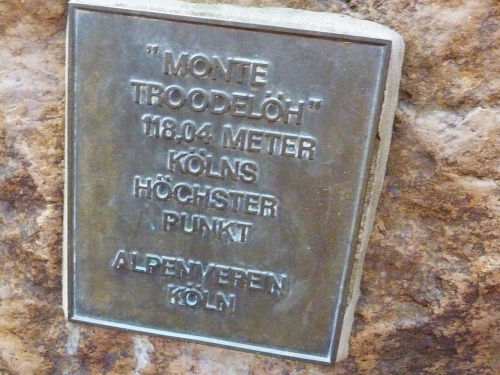 "MONTE
TROODELÖH"
118,04 METER
KÖLNS
HÖCHSTER
PUNKT
ALPENVEREIN
KÖLN